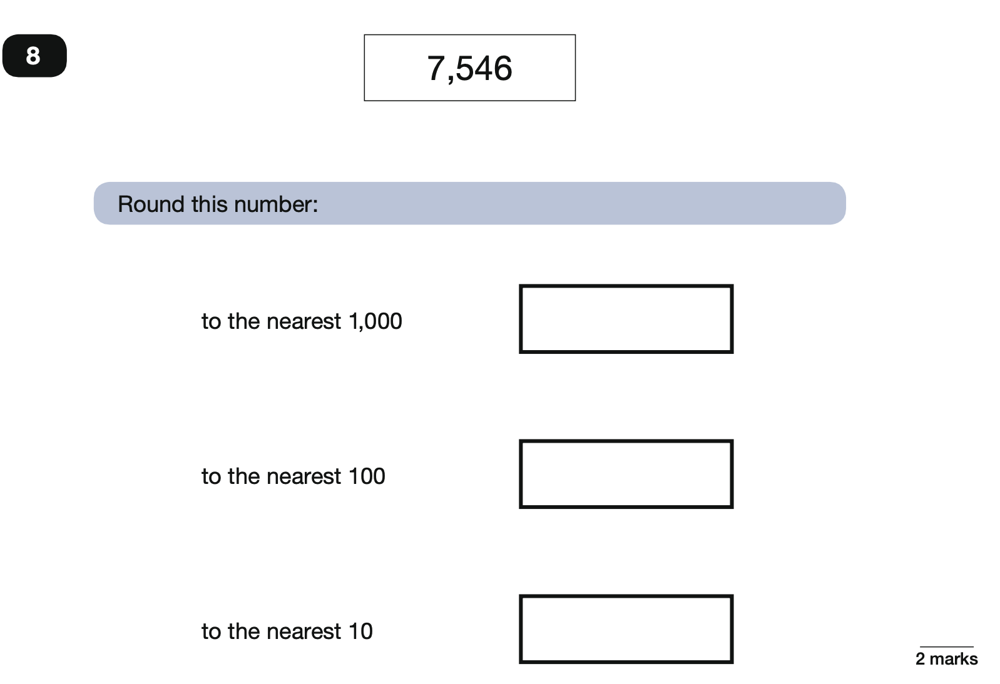 8
7,546
Round this number:
to the nearest 1,000
to the nearest 100
to the nearest 10
2 marks